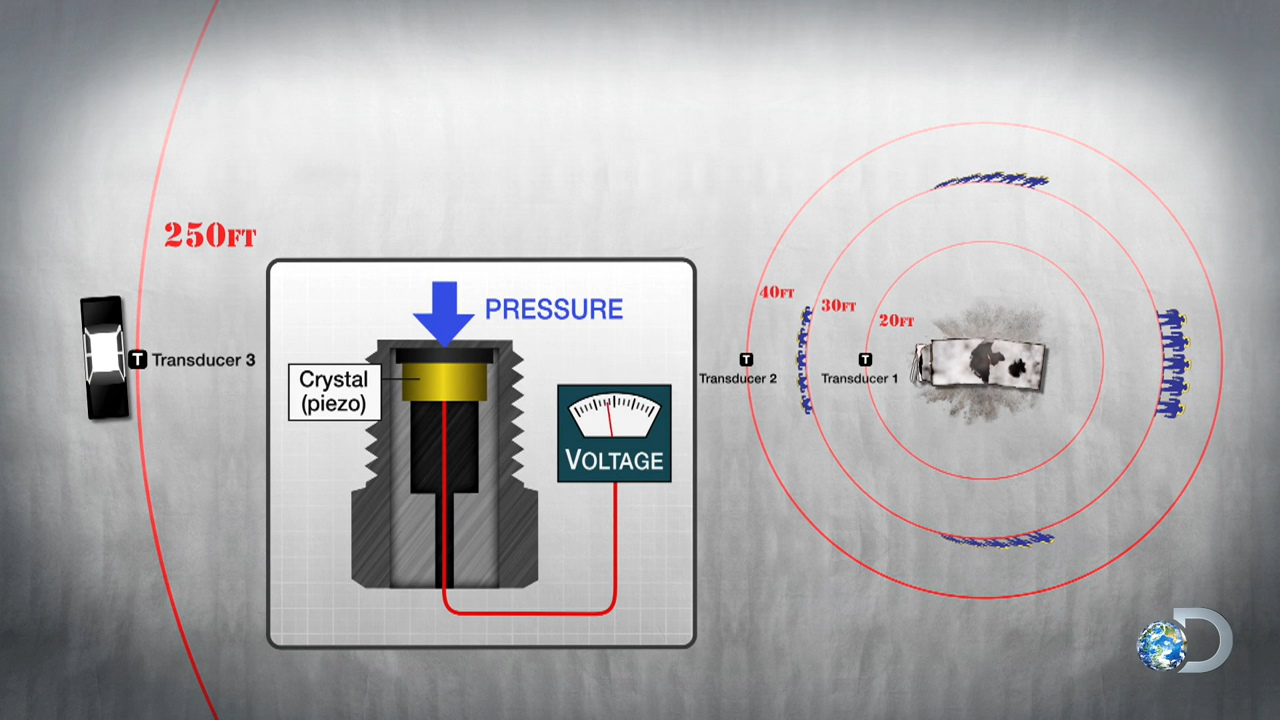 250FT
T Transducer 3
PRESSURE
Crystal
(piezo)
VOLTAGE
40FT
30FT
20FT
T
Transducer 2
T
Transducer 1
D